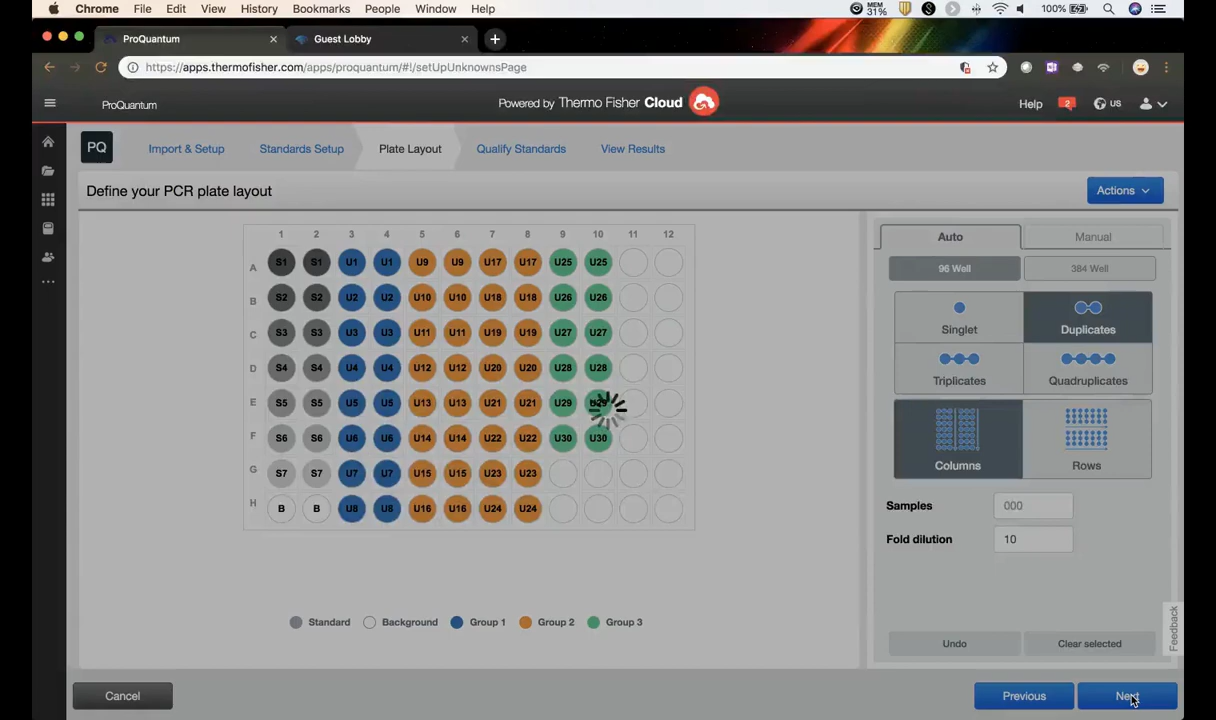 Chrome File Edit View History Bookmarks People Window Help MEM 31% 100%
ProQuantum Guest Lobby
https://apps.thermofisher.com/apps/proquantum/#!/setUpUnknownsPage
ProQuantum Powered by Thermo Fisher Cloud Help 2 US
PQ Import & Setup Standards Setup Plate Layout Qualify Standards View Results
Define your PCR plate layout Actions
1 2 3 4 5 6 7 8 9 10 11 12
A S1 S1 U1 U1 U9 U9 U17 U17 U25 U25
B S2 S2 U2 U2 U10 U10 U18 U18 U26 U26
C S3 S3 U3 U3 U11 U11 U19 U19 U27 U27
D S4 S4 U4 U4 U12 U12 U20 U20 U28 U28
E S5 S5 U5 U5 U13 U13 U21 U21 U29 U29
F S6 S6 U6 U6 U14 U14 U22 U22 U30 U30
G S7 S7 U7 U7 U15 U15 U23 U23
H B B U8 U8 U16 U16 U24 U24
Standard Background Group 1 Group 2 Group 3
Auto Manual
96 Well 384 Well
Singlet Duplicates
Triplicates Quadruplicates
Columns Rows
Samples 000
Fold dilution 10
Feedback
Undo Clear selected
Cancel Previous Next